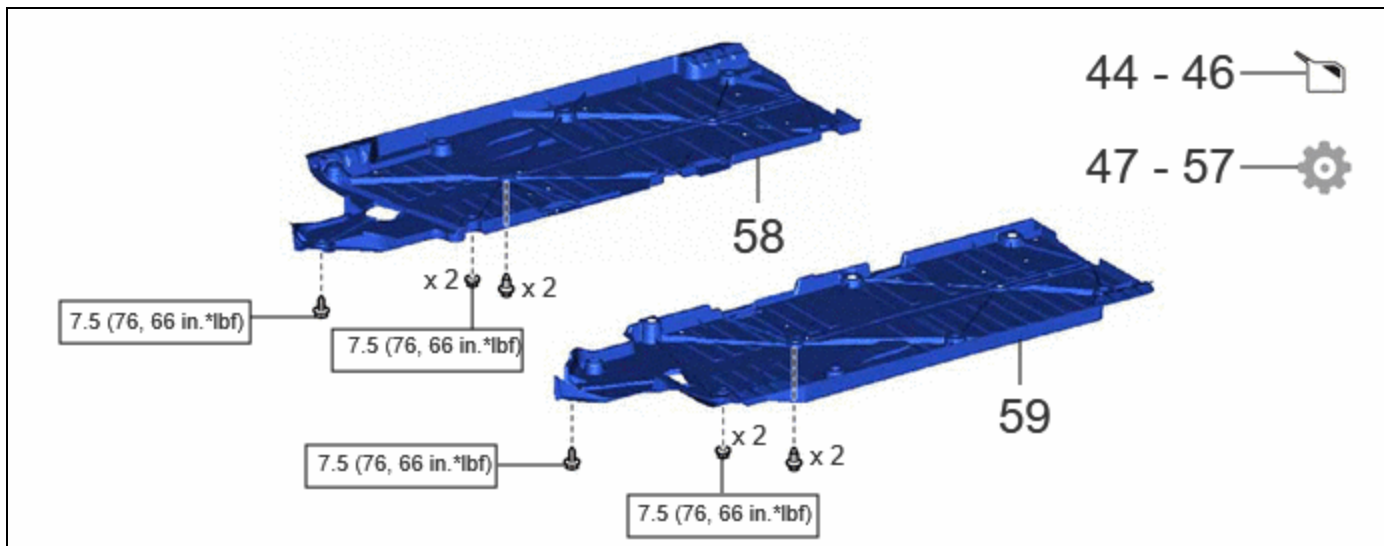 44 - 46
47 - 57
58
x 2
x 2
7.5 (76, 66 in.*lbf)
7.5 (76, 66 in.*lbf)
59
x 2
x 2
7.5 (76, 66 in.*lbf)
7.5 (76, 66 in.*lbf)